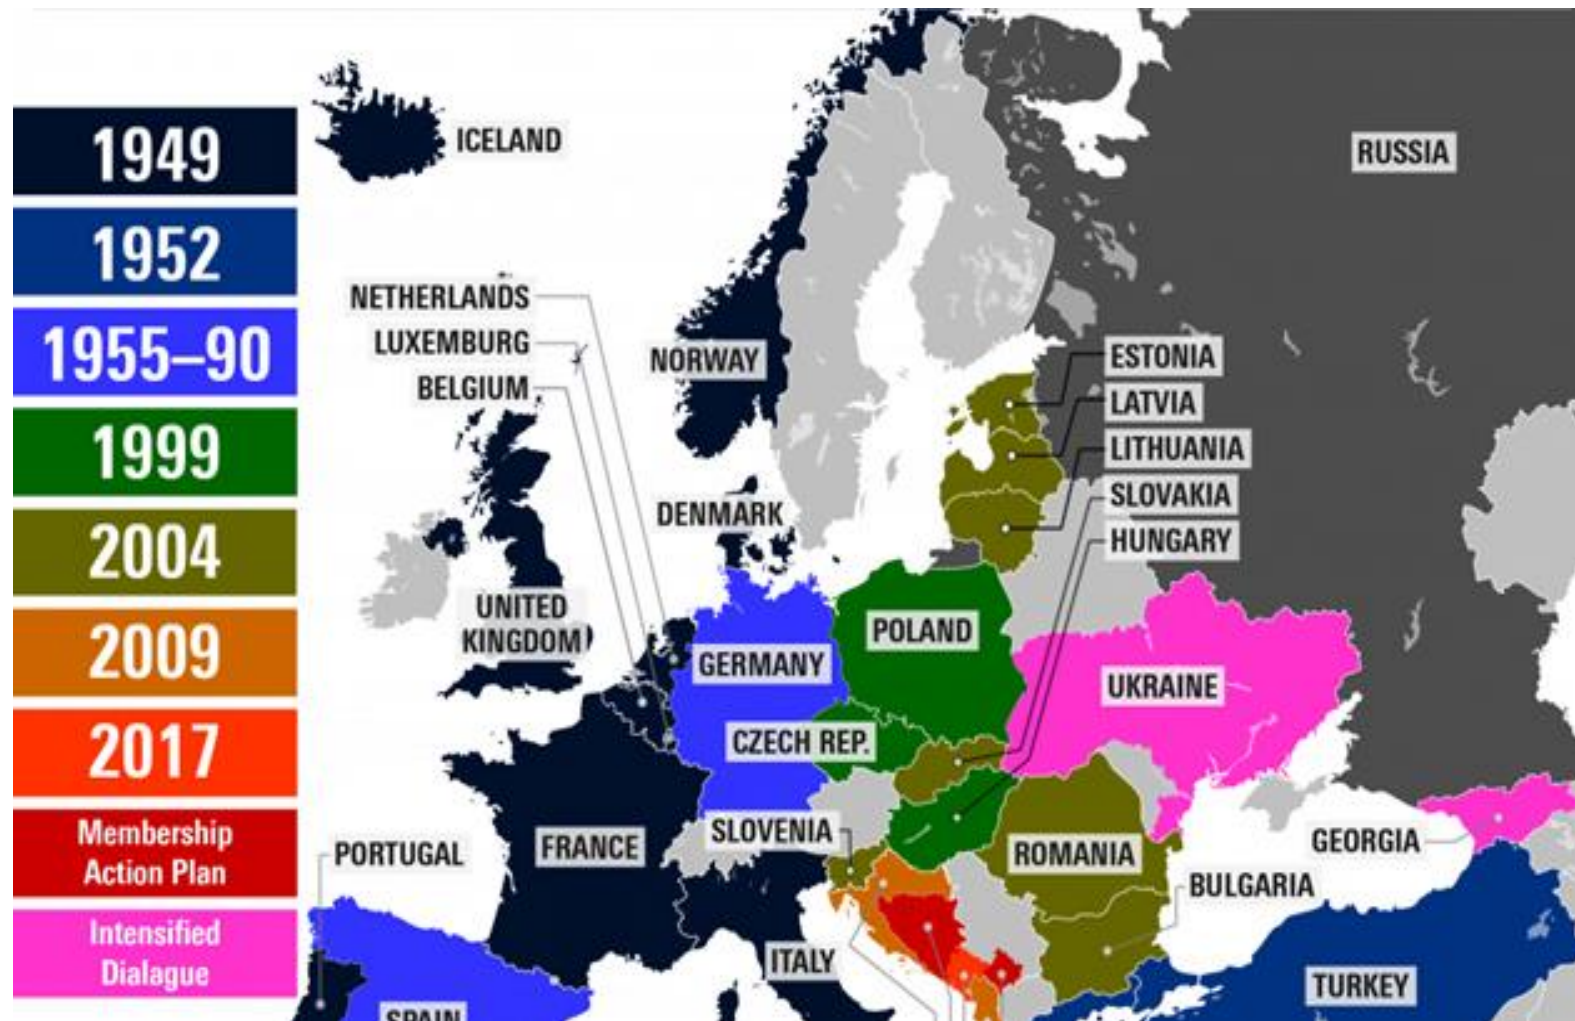 1949
1952
1955–90
1999
2004
2009
2017
Membership
Action Plan
Intensified
Dialague
ICELAND
RUSSIA
NETHERLANDS
LUXEMBURG
BELGIUM
NORWAY
ESTONIA
LATVIA
LITHUANIA
SLOVAKIA
HUNGARY
DENMARK
UNITED
KINGDOM
POLAND
GERMANY
UKRAINE
CZECH REP.
SLOVENIA
FRANCE
PORTUGAL
ROMANIA
GEORGIA
BULGARIA
ITALY
TURKEY
SPAIN